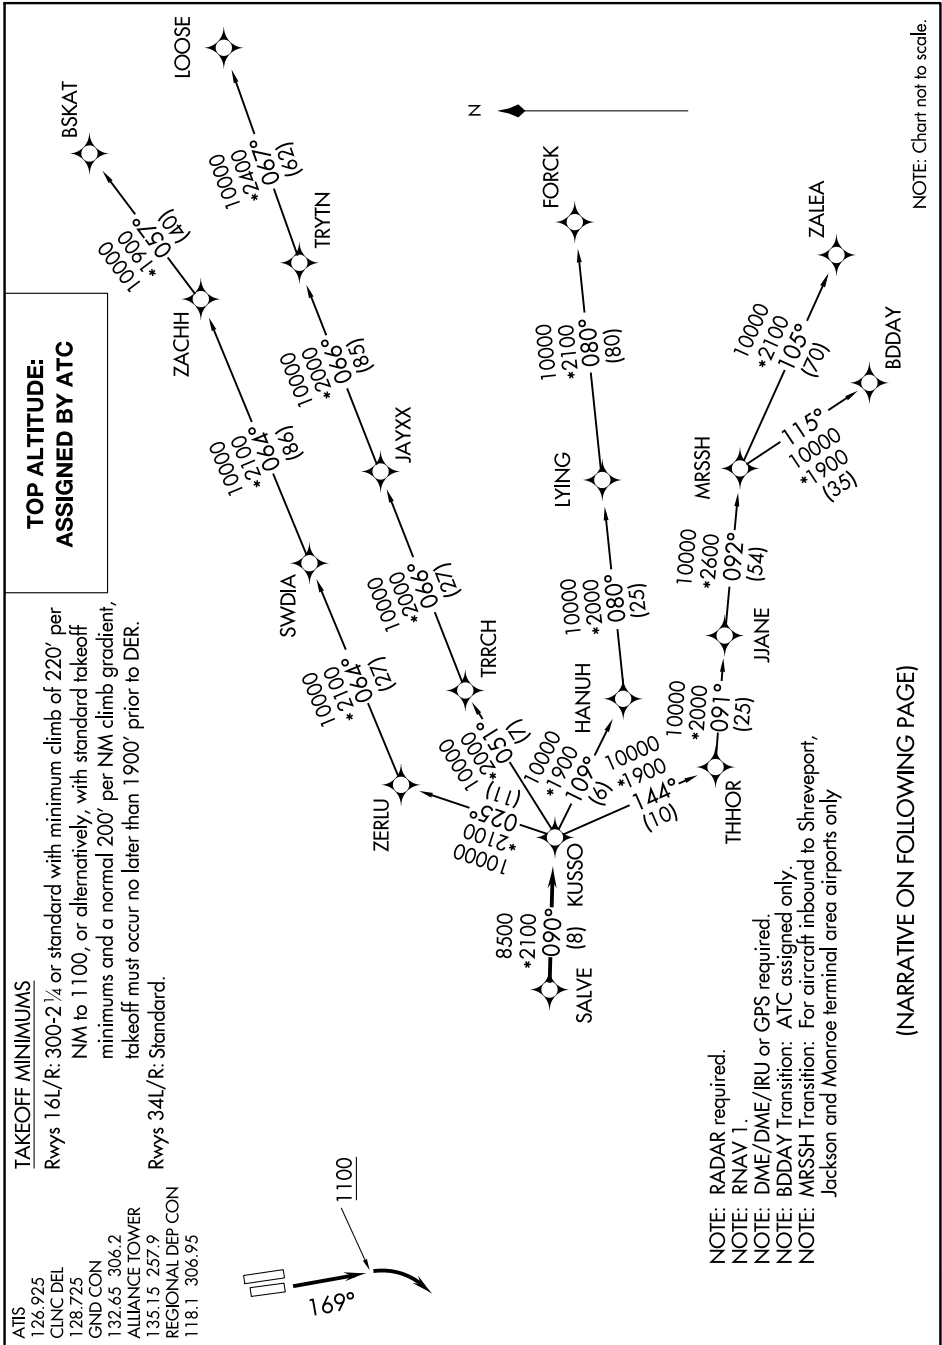 ATIS
126.925
CLNC DEL
128.725
GND CON
132.65 306.2
ALLIANCE TOWER
135.15 257.9
REGIONAL DEP CON
118.1 306.95
TAKEOFF MINIMUMS
Rwys 16L/R: 300-2¼ or standard with minimum climb of 220' per
NM to 1100, or alternatively, with standard takeoff
minimums and a normal 200' per NM climb gradient,
takeoff must occur no later than 1900' prior to DER.
Rwys 34L/R: Standard.
TOP ALTITUDE:
ASSIGNED BY ATC
BSKAT
LOOSE
10000
*1900
057°
(40)
ZACHH
10000
*2400
067°
(62)
TRYTN
10000
*2100
064°
(86)
10000
*2000
066°
(85)
SWDIA
JAYXX
10000
*2100
064°
(27)
10000
*2000
066°
(27)
ZERLU
TRRCH
10000
*2100
025°
(11)
10000
*2000
051°
(7)
N
FORCK
10000
*2100
080°
(80)
LYING
10000
*2000
080°
(25)
HANUH
10000
*1900
109°
(6)
8500
*2100
090°
(8)
SALVE
KUSSO
10000
*1900
144°
(10)
THHOR
10000
*2000
091°
(25)
JJANE
10000
*2600
092°
(54)
MRSSH
10000
*2100
105°
(70)
ZALEA
115°
10000
*1900
(35)
BDDAY
1100
169°
NOTE: RADAR required.
NOTE: RNAV 1.
NOTE: DME/DME/IRU or GPS required.
NOTE: BDDAY Transition: ATC assigned only.
NOTE: MRSSH Transition: For aircraft inbound to Shreveport,
Jackson and Monroe terminal area airports only
(NARRATIVE ON FOLLOWING PAGE)
NOTE: Chart not to scale.